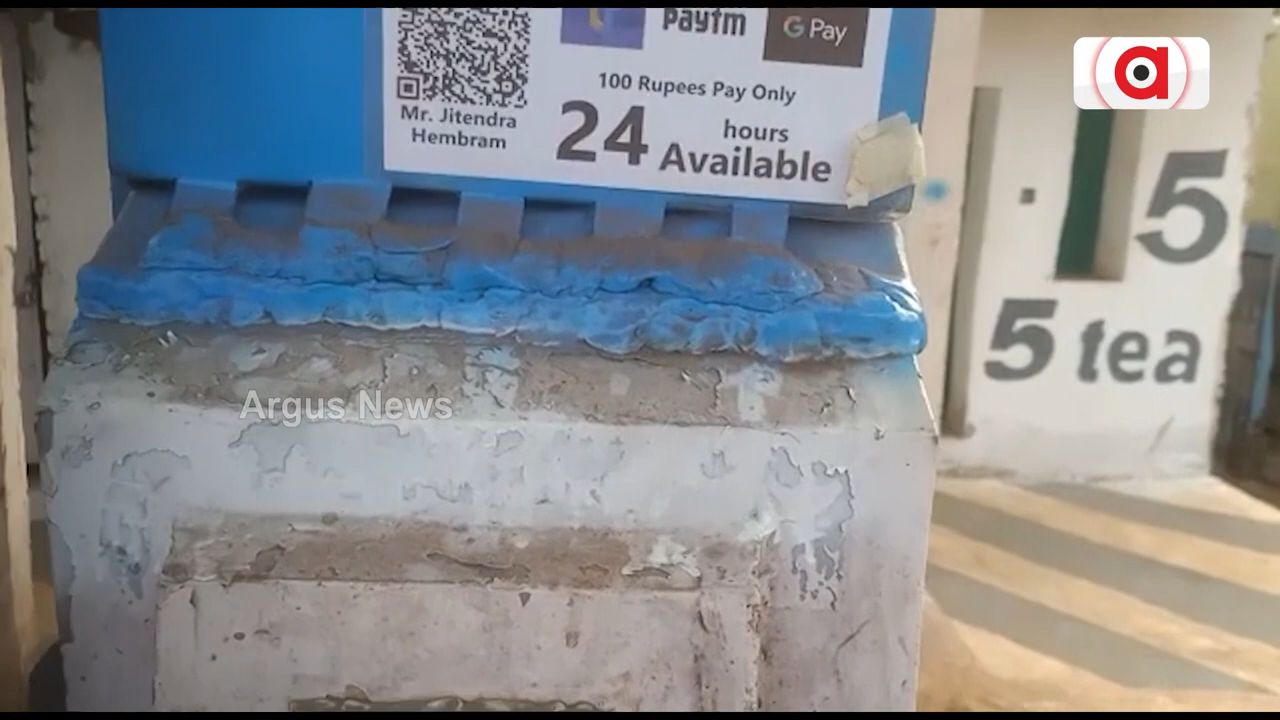 Paytm
G Pay
100 Rupees Pay Only
Mr. Jitendra
Hembram
24 hours
Available
a
5
5 tea
Argus News